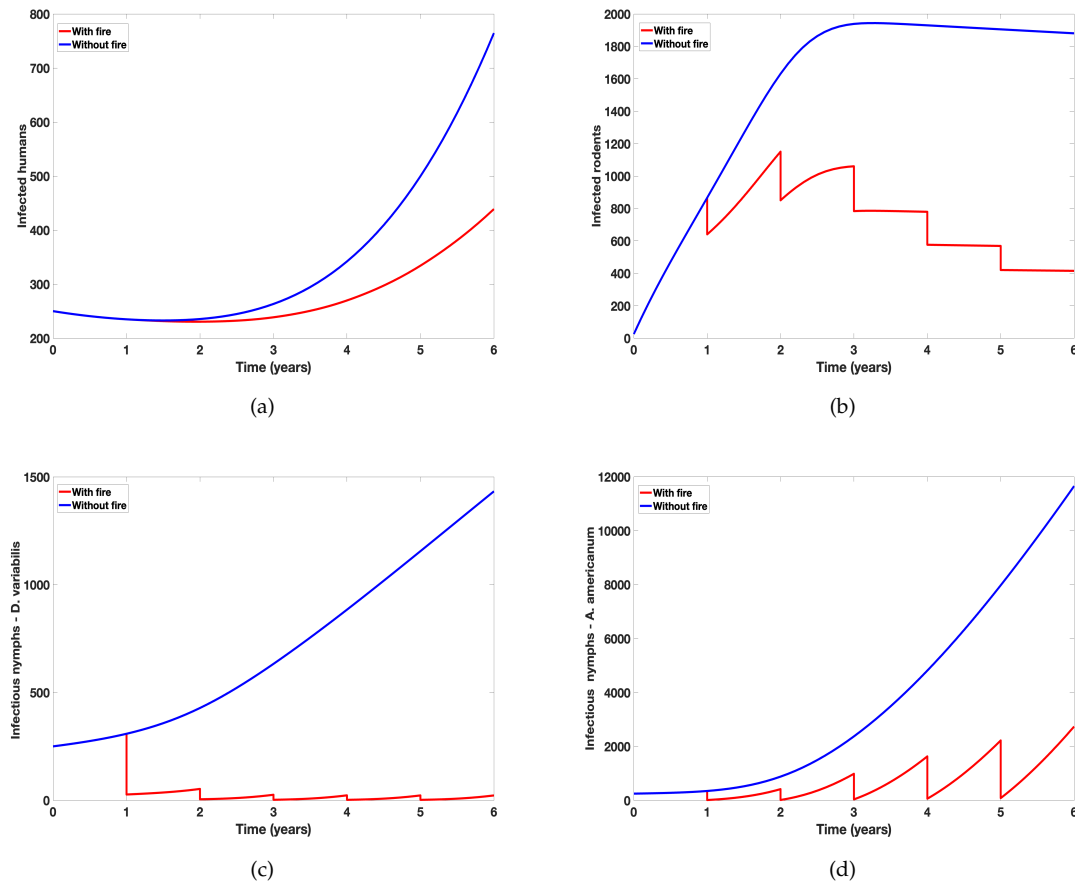 800
700
600
500
400
300
200
Infected humans
With fire
Without fire
0 1 2 3 4 5 6
Time (years)
(a)
2000
1800
1600
1400
1200
1000
800
600
400
200
0
Infected rodents
With fire
Without fire
0 1 2 3 4 5 6
Time (years)
(b)
1500
1000
500
0
Infectious nymphs - D. variabilis
With fire
Without fire
0 1 2 3 4 5 6
Time (years)
(c)
12000
10000
8000
6000
4000
2000
0
Infectious nymphs - A. americanum
With fire
Without fire
0 1 2 3 4 5 6
Time (years)
(d)